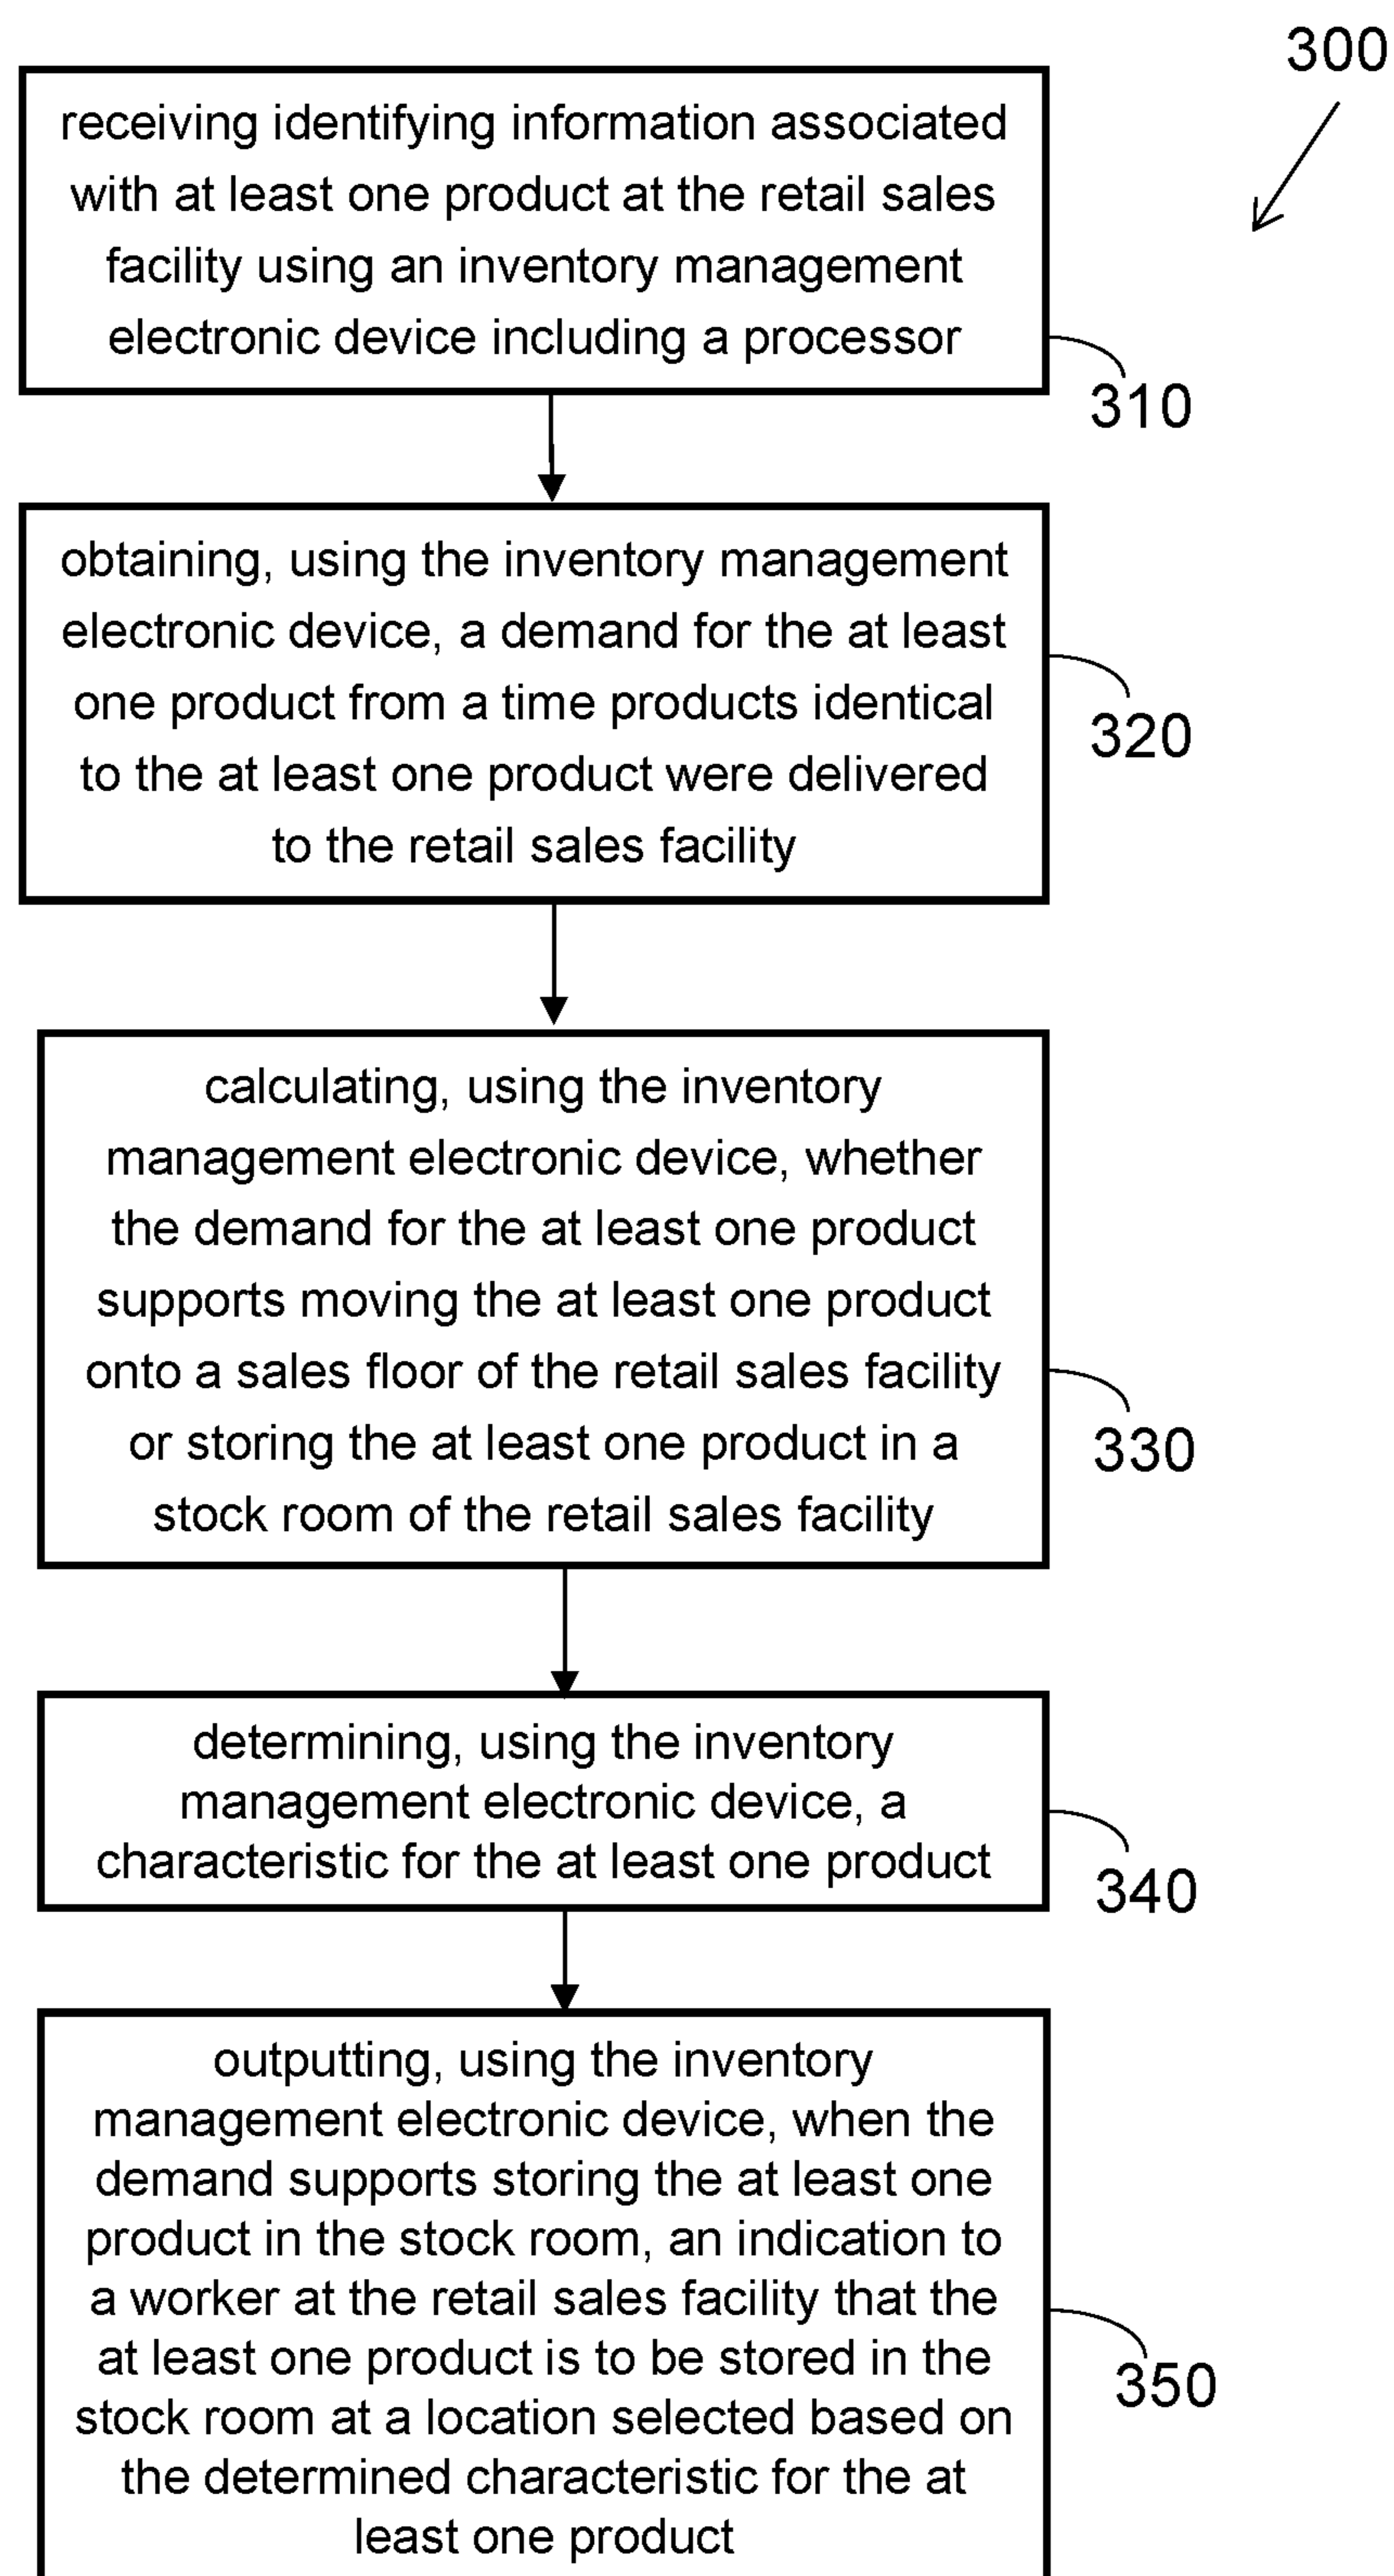 300
receiving identifying information associated
with at least one product at the retail sales
facility using an inventory management
electronic device including a processor
310
obtaining, using the inventory management
electronic device, a demand for the at least
one product from a time products identical
to the at least one product were delivered
to the retail sales facility
320
calculating, using the inventory
management electronic device, whether
the demand for the at least one product
supports moving the at least one product
onto a sales floor of the retail sales facility
or storing the at least one product in a
stock room of the retail sales facility
330
determining, using the inventory
management electronic device, a
characteristic for the at least one product
340
outputting, using the inventory
management electronic device, when the
demand supports storing the at least one
product in the stock room, an indication to
a worker at the retail sales facility that the
at least one product is to be stored in the
stock room at a location selected based on
the determined characteristic for the at
least one product
350